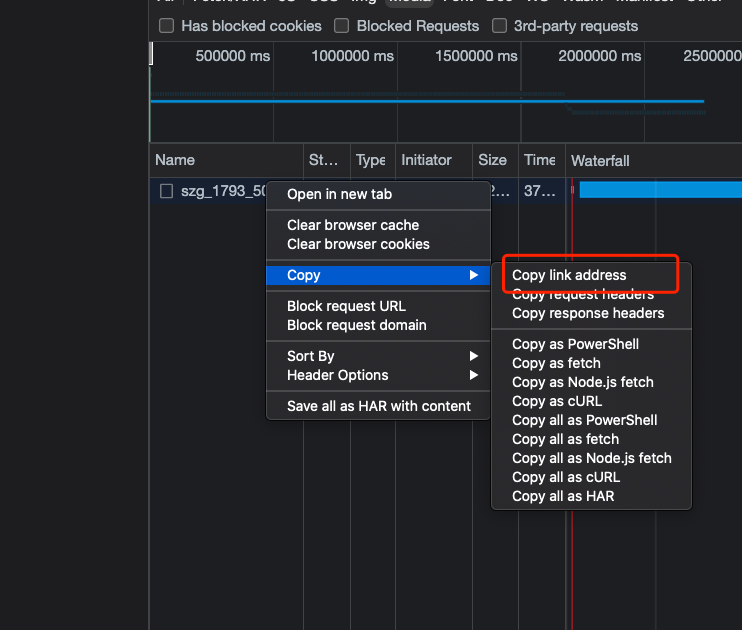 Media
Has blocked cookies Blocked Requests 3rd-party requests
500000 ms 1000000 ms 1500000 ms 2000000 ms 2500000
Name St... Type Initiator Size Time Waterfall
szg_1793_50 2... 37...
Open in new tab
Clear browser cache
Clear browser cookies
Copy
Block request URL
Block request domain
Sort By
Header Options
Save all as HAR with content
Copy link address
Copy request headers
Copy response headers
Copy as PowerShell
Copy as fetch
Copy as Node.js fetch
Copy as cURL
Copy all as PowerShell
Copy all as fetch
Copy all as Node.js fetch
Copy all as cURL
Copy all as HAR